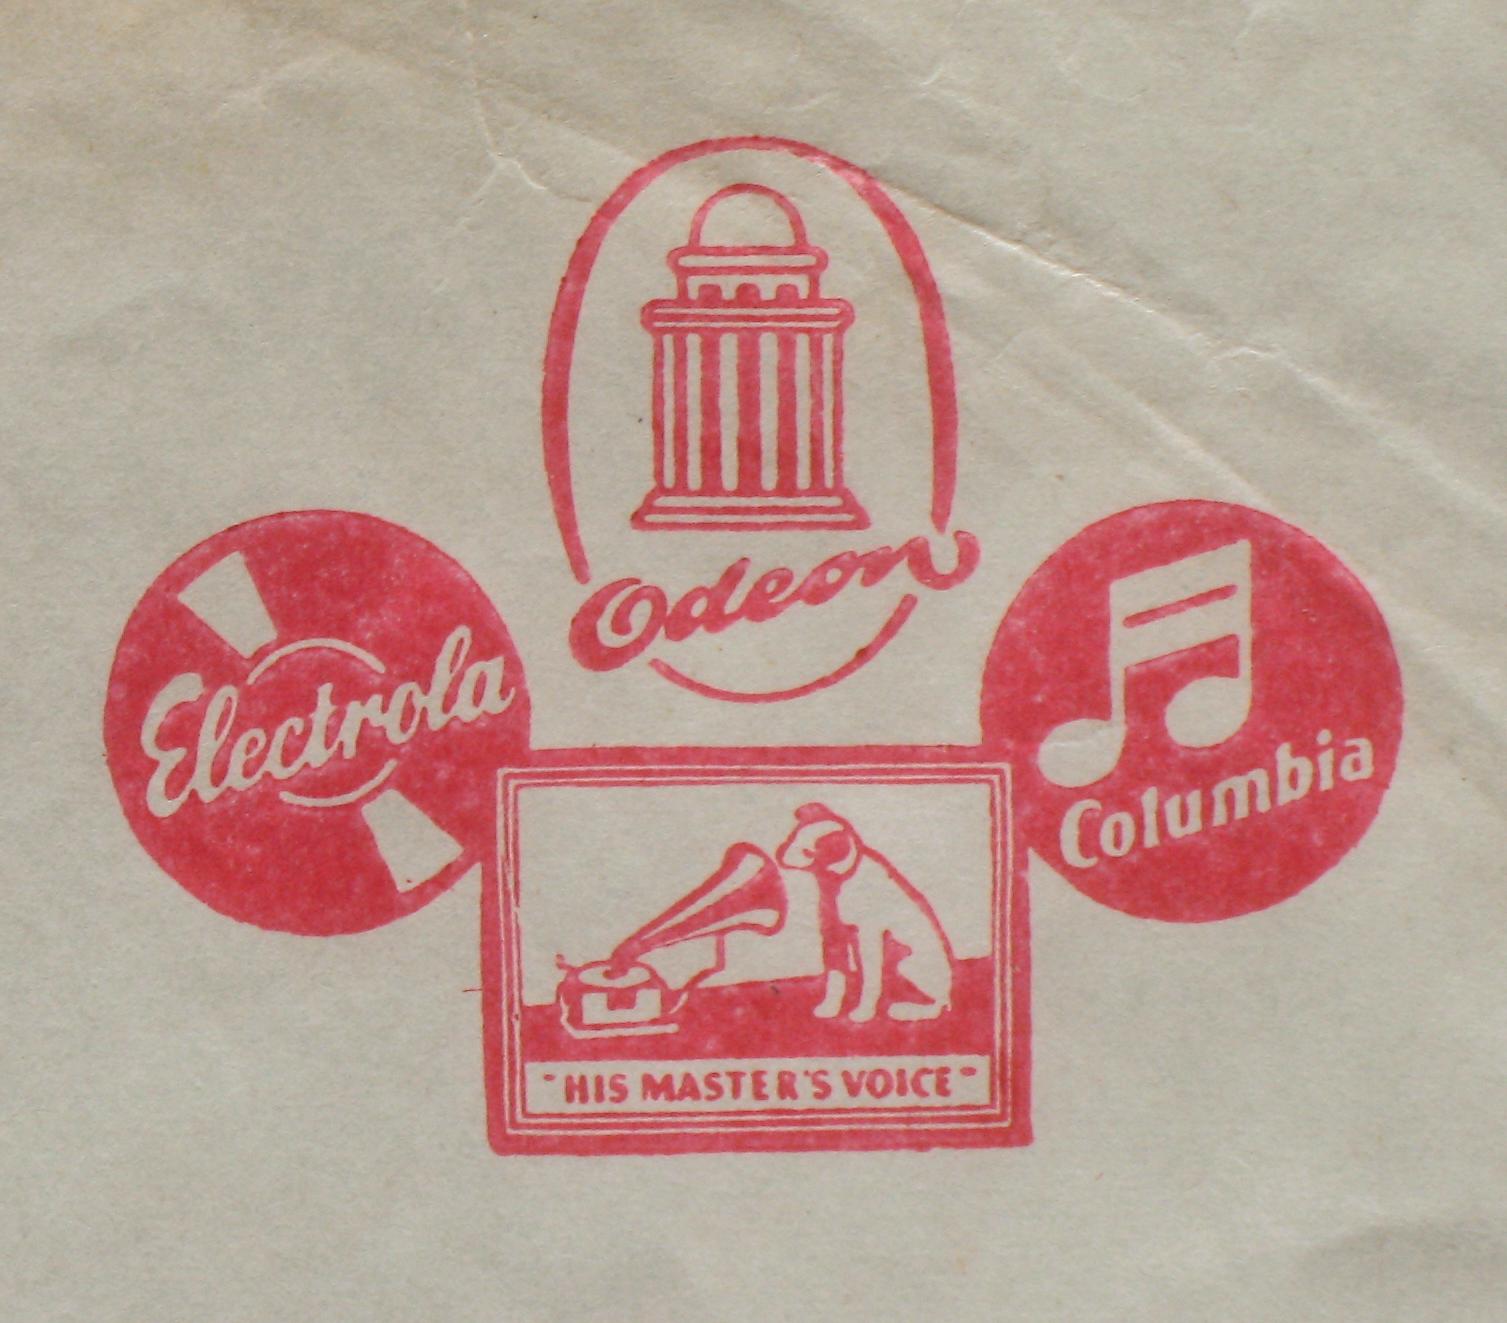 Odeon
Electrola
Columbia
"HIS MASTER'S VOICE"